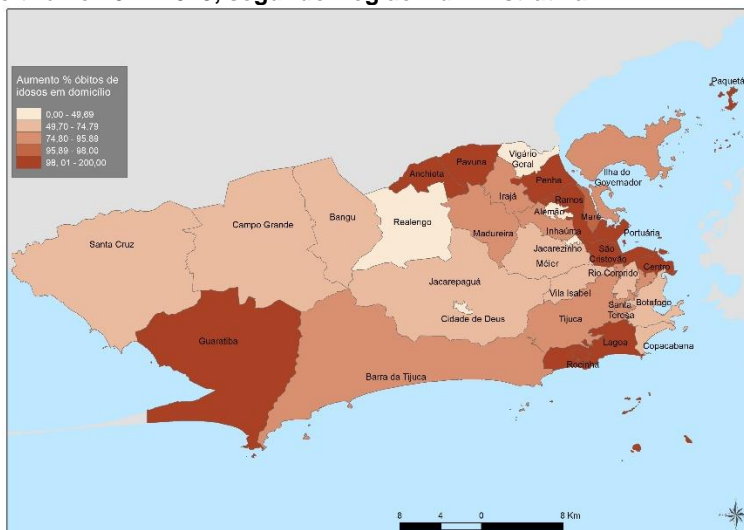 Aumento % óbitos de
idosos em domicílio
0,00 - 49,69
49,70 - 74,79
74,80 - 95,89
95,89 - 98,00
98, 01 - 200,00
Paquetá
Vigário
Geral
Pavuna
Anchieta
Ilha do
Governador
Penha
Irajá
Ramos
Alemão
Maré
Realengo
Bangu
Campo Grande
Santa Cruz
Madureira
Inhaúma
Portuária
Jacarezinho
São
Cristovão
Méier
Rio Comprido
Centro
Jacarepaguá
Vila Isabel
Botafogo
Santa
Teresa
Cidade de Deus
Tijuca
Guaratiba
Lagoa
Copacabana
Rocinha
Barra da Tijuca
8 4 0 8 Km